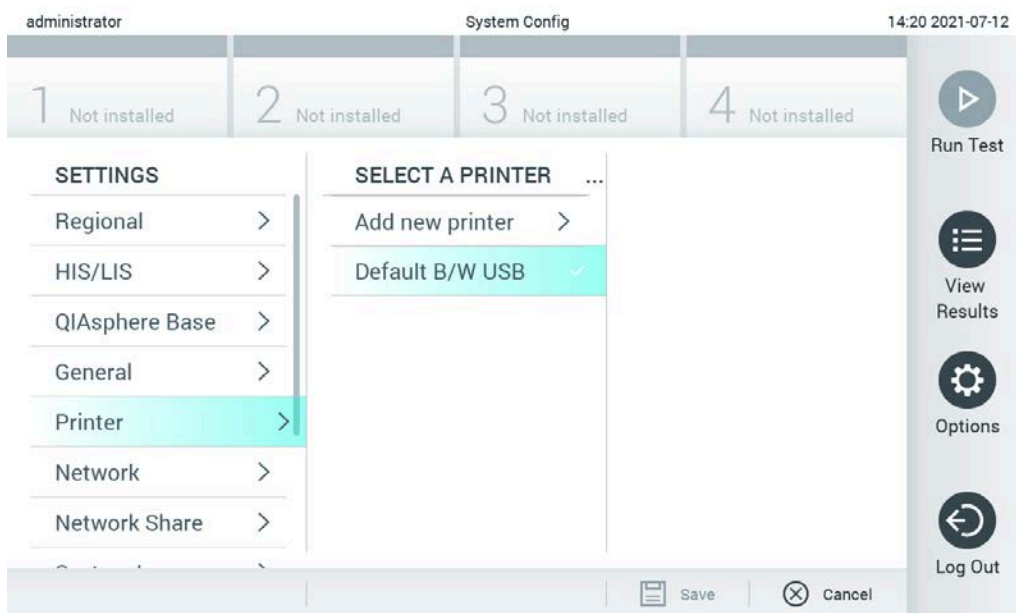 administrator System Config 14:20 2021-07-12
1 Not installed 2 Not installed 3 Not installed 4 Not installed
Run Test
SETTINGS
Regional
HIS/LIS
QIAsphere Base
General
Printer
Network
Network Share
SELECT A PRINTER ...
Add new printer
Default B/W USB
View
Results
Options
Log Out
Save Cancel